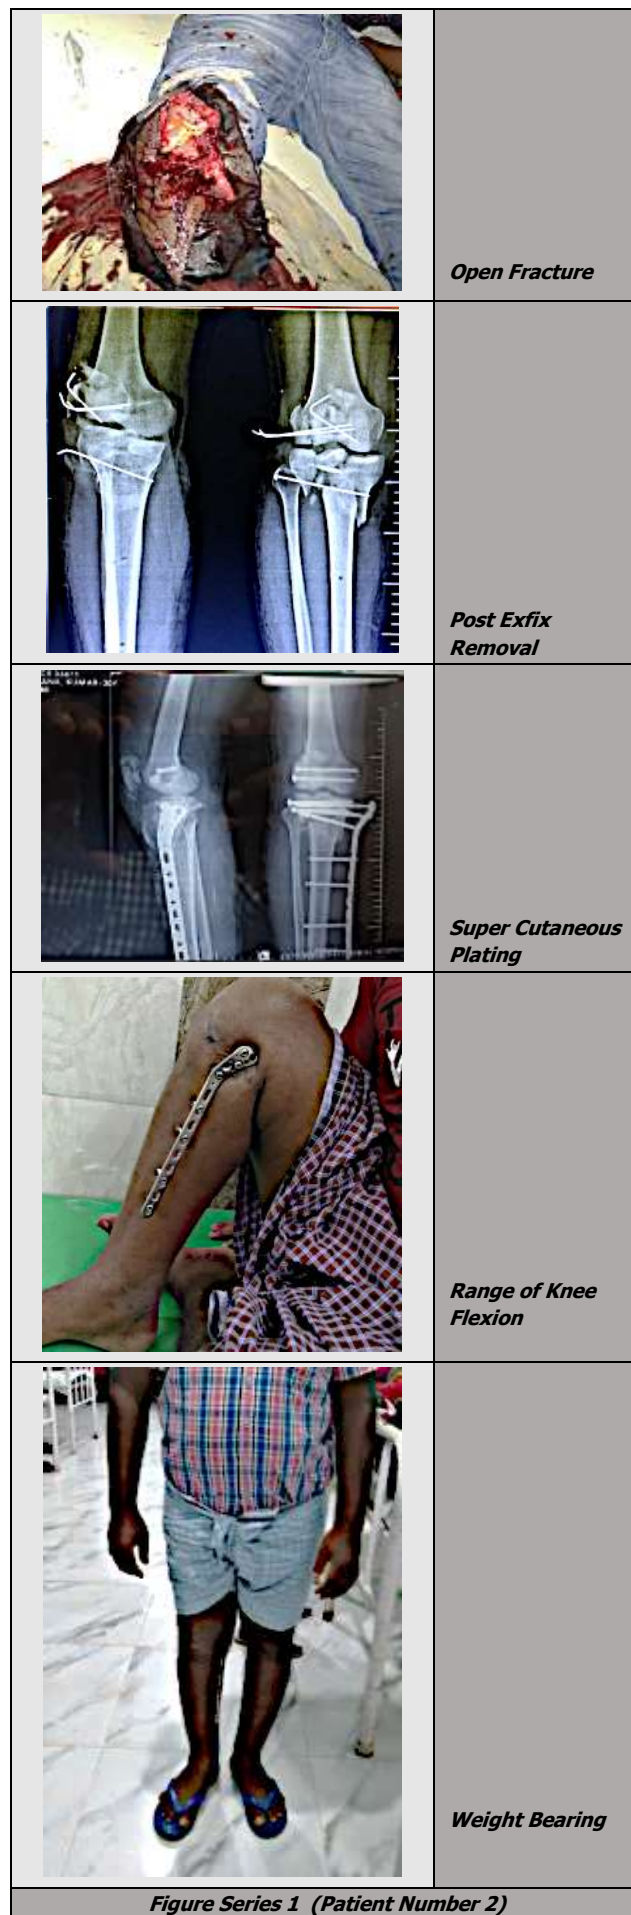 Open Fracture
Post Exfix
Removal
Super Cutaneous
Plating
Range of Knee
Flexion
Weight Bearing
Figure Series 1 (Patient Number 2)